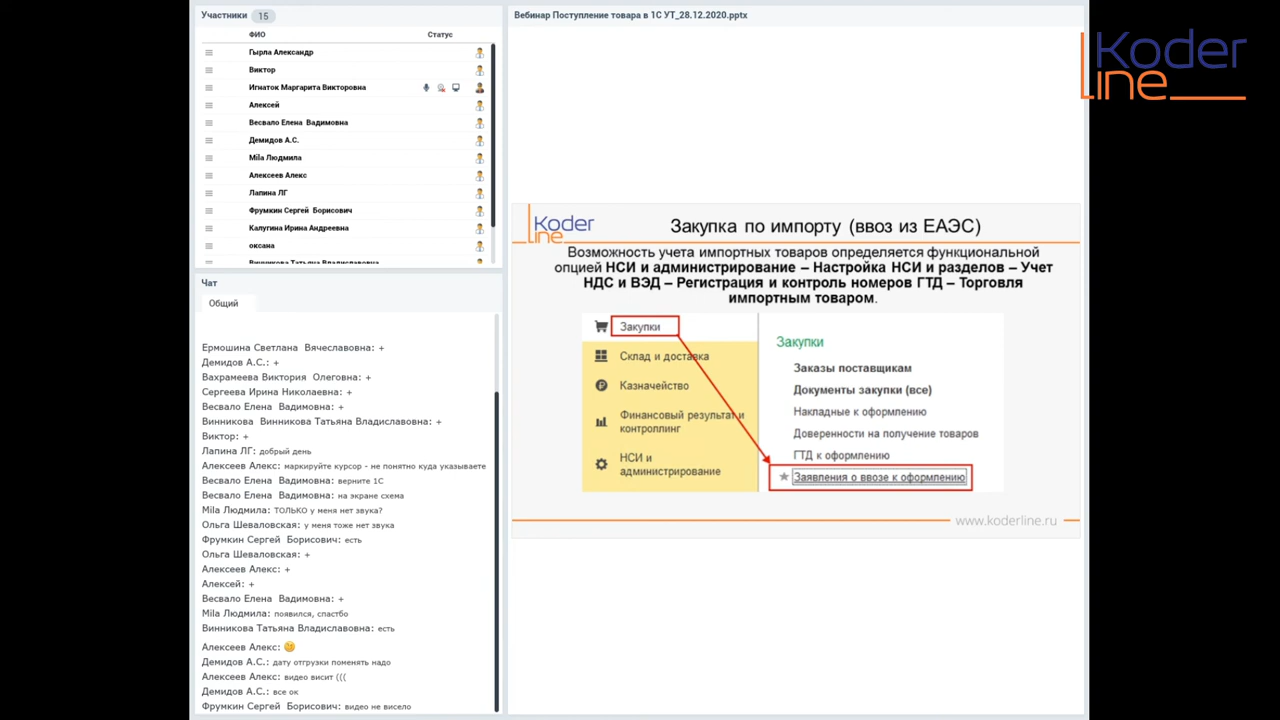 Участники 15
ФИО Статус
Гырла Александр
Виктор
Игнаток Маргарита Викторовна
Алексей
Весвало Елена Вадимовна
Демидов А.С.
Mila Людмила
Алексеев Алекс
Лапина ЛГ
Фрумкин Сергей Борисович
Калугина Ирина Андреевна
оксана
Винникова Татьяна Владиславовна
Чат
Общий
Ермошина Светлана Вячеславовна: +
Демидов А.С.: +
Вахрамеева Виктория Олеговна: +
Сергеева Ирина Николаевна: +
Весвало Елена Вадимовна: +
Винникова Винникова Татьяна Владиславовна: +
Виктор: +
Лапина ЛГ: добрый день
Алексеев Алекс: маркируйте курсор - не понятно куда указываете
Весвало Елена Вадимовна: верните 1С
Весвало Елена Вадимовна: на экране схема
Mila Людмила: ТОЛЬКО у меня нет звука?
Ольга Шеваловская: у меня тоже нет звука
Фрумкин Сергей Борисович: есть
Ольга Шеваловская: +
Алексеев Алекс: +
Алексей: +
Весвало Елена Вадимовна: +
Mila Людмила: появился, спастбо
Винникова Татьяна Владиславовна: есть
Алексеев Алекс:
Демидов А.С.: дату отгрузки поменять надо
Алексеев Алекс: видео висит (((
Демидов А.С.: все ок
Фрумкин Сергей Борисович: видео не висело
Вебинар Поступление товара в 1С УТ_28.12.2020.pptx
Koder
line
Koder
line
Закупка по импорту (ввоз из ЕАЭС)
Возможность учета импортных товаров определяется функциональной
опцией НСИ и администрирование – Настройка НСИ и разделов – Учет
НДС и ВЭД – Регистрация и контроль номеров ГТД – Торговля
импортным товаром.
Закупки
Склад и доставка
Казначейство
Финансовый результат и
контроллинг
НСИ и
администрирование
Закупки
Заказы поставщикам
Документы закупки (все)
Накладные к оформлению
Доверенности на получение товаров
ГТД к оформлению
Заявления о ввозе к оформлению
www.koderline.ru